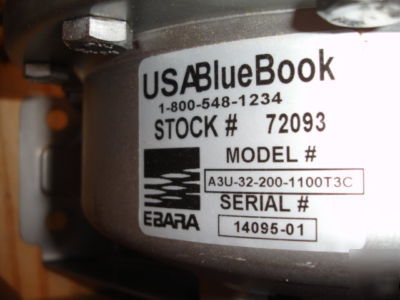 USABlueBook
1-800-548-1234
STOCK # 72093
MODEL #
A3U-32-200-1100T3C
SERIAL #
14095-01
EBARA